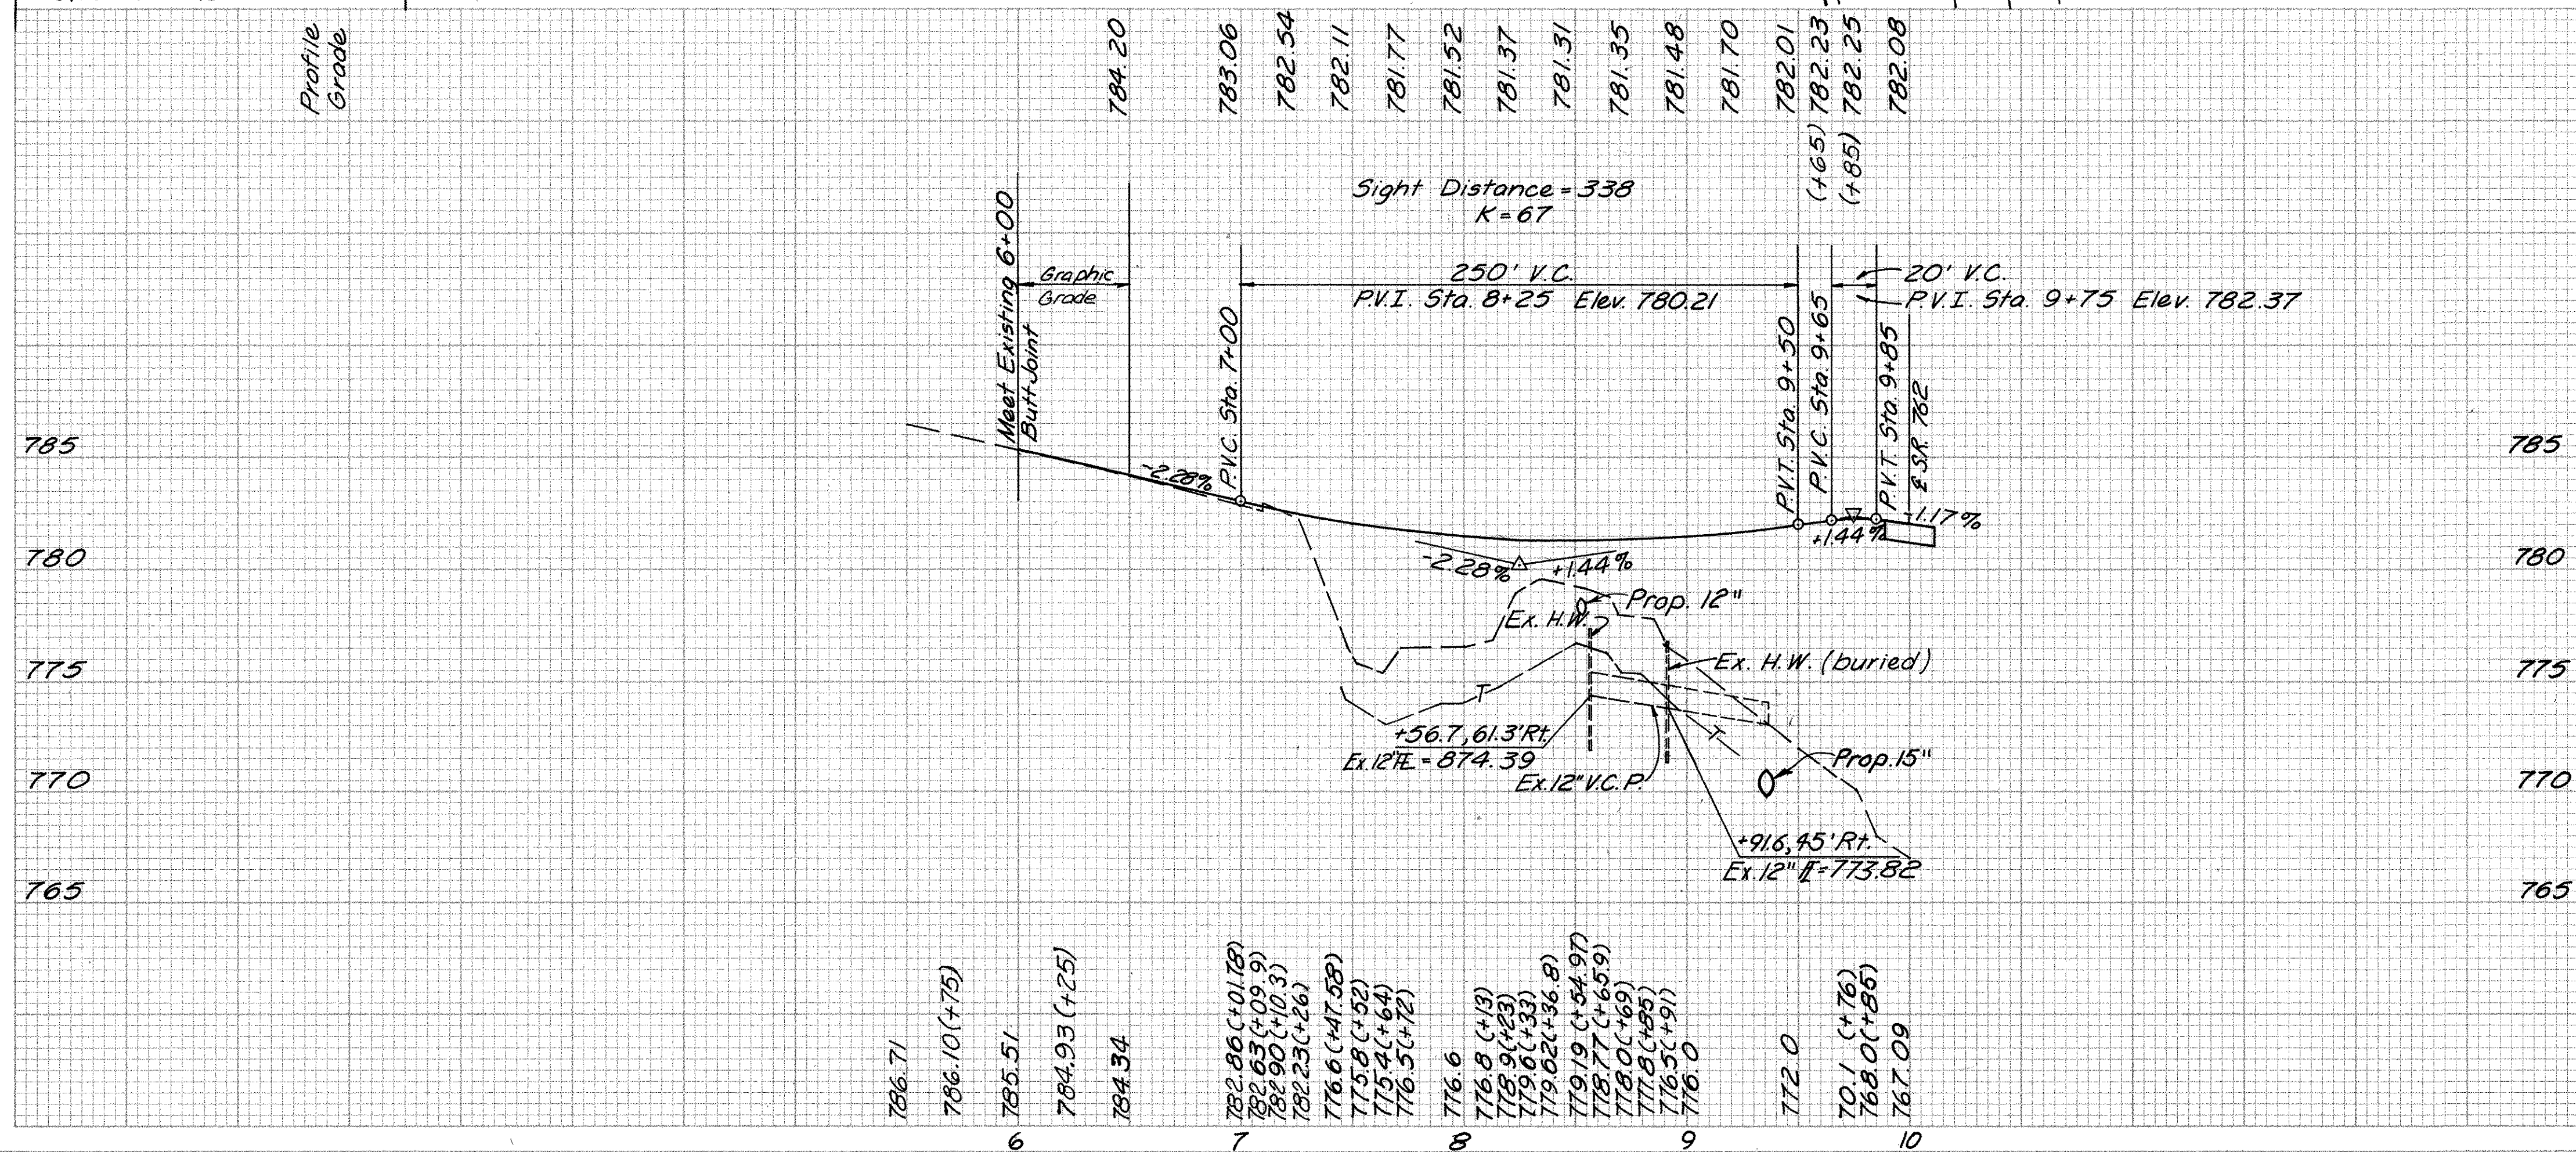 Profile
Grade
784.20
783.06
782.54
782.11
781.77
781.52
781.37
781.31
781.35
781.48
781.70
782.01
(+65) 782.23
(+85) 782.25
782.08
Sight Distance = 338
K = 67
Meet Existing 6+00
Butt Joint
Graphic
Grade
P.V.C. Sta. 7+00
250' V.C.
P.V.I. Sta. 8+25 Elev. 780.21
20' V.C.
P.V.I. Sta. 9+75 Elev. 782.37
P.V.T. Sta. 9+50
P.V.C. Sta. 9+65
P.V.T. Sta. 9+85
℄ S.R. 762
785
785
-2.28%
-1.17%
+1.44%
780
780
-2.28%
+1.44%
Prop. 12"
Ex. H.W.
775
775
Ex. H.W. (buried)
T
+56.7, 61.3' Rt.
Ex. 12" FL = 874.39
T
Ex. 12" V.C.P.
Prop. 15"
770
770
+91.6, 45' Rt.
Ex. 12" FL = 773.82
765
765
786.71
786.10 (+75)
785.51
784.93 (+25)
784.34
782.86 (+01.78)
782.63 (+09.9)
782.90 (+10.3)
782.23 (+26)
776.6 (+47.58)
775.8 (+52)
775.4 (+64)
776.5 (+72)
776.6
776.8 (+13)
778.9 (+23)
779.6 (+33)
779.62 (+36.8)
779.19 (+54.97)
778.77 (+65.9)
778.0 (+69)
777.8 (+85)
776.5 (+91)
776.0
772.0
70.1 (+76)
768.0 (+85)
767.09
6
7
8
9
10